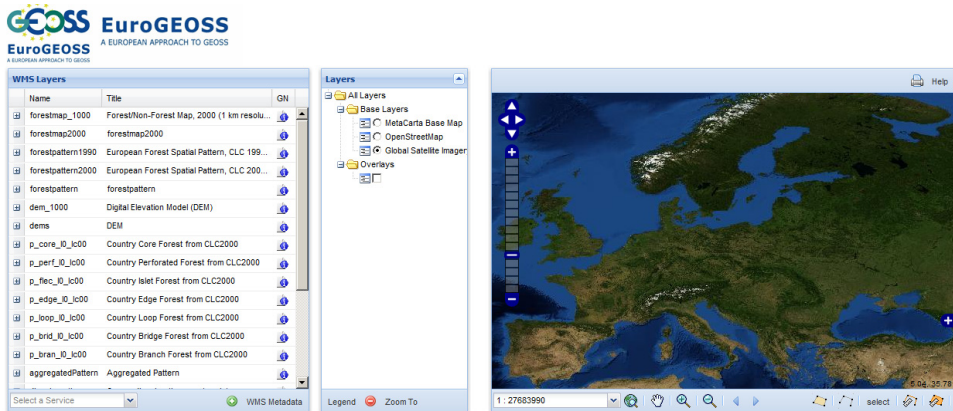 GEOSS
EuroGEOSS
A EUROPEAN APPROACH TO GEOSS
EuroGEOSS
A EUROPEAN APPROACH TO GEOSS
WMS Layers
Name Title GN
forestmap_1000 Forest/Non-Forest Map, 2000 (1 km resolu...
forestmap2000 forestmap2000
forestpattern1990 European Forest Spatial Pattern, CLC 199...
forestpattern2000 European Forest Spatial Pattern, CLC 200...
forestpattern forestpattern
dem_1000 Digital Elevation Model (DEM)
dems DEM
p_core_l0_lc00 Country Core Forest from CLC2000
p_perf_l0_lc00 Country Perforated Forest from CLC2000
p_flec_l0_lc00 Country Islet Forest from CLC2000
p_edge_l0_lc00 Country Edge Forest from CLC2000
p_loop_l0_lc00 Country Loop Forest from CLC2000
p_brid_l0_lc00 Country Bridge Forest from CLC2000
p_bran_l0_lc00 Country Branch Forest from CLC2000
aggregatedPattern Aggregated Pattern
Select a Service
WMS Metadata
Layers
All Layers
Base Layers
MetaCarta Base Map
OpenStreetMap
Global Satellite Imager
Overlays
Legend Zoom To
Help
5.04, 35.78
1 : 27683990
select